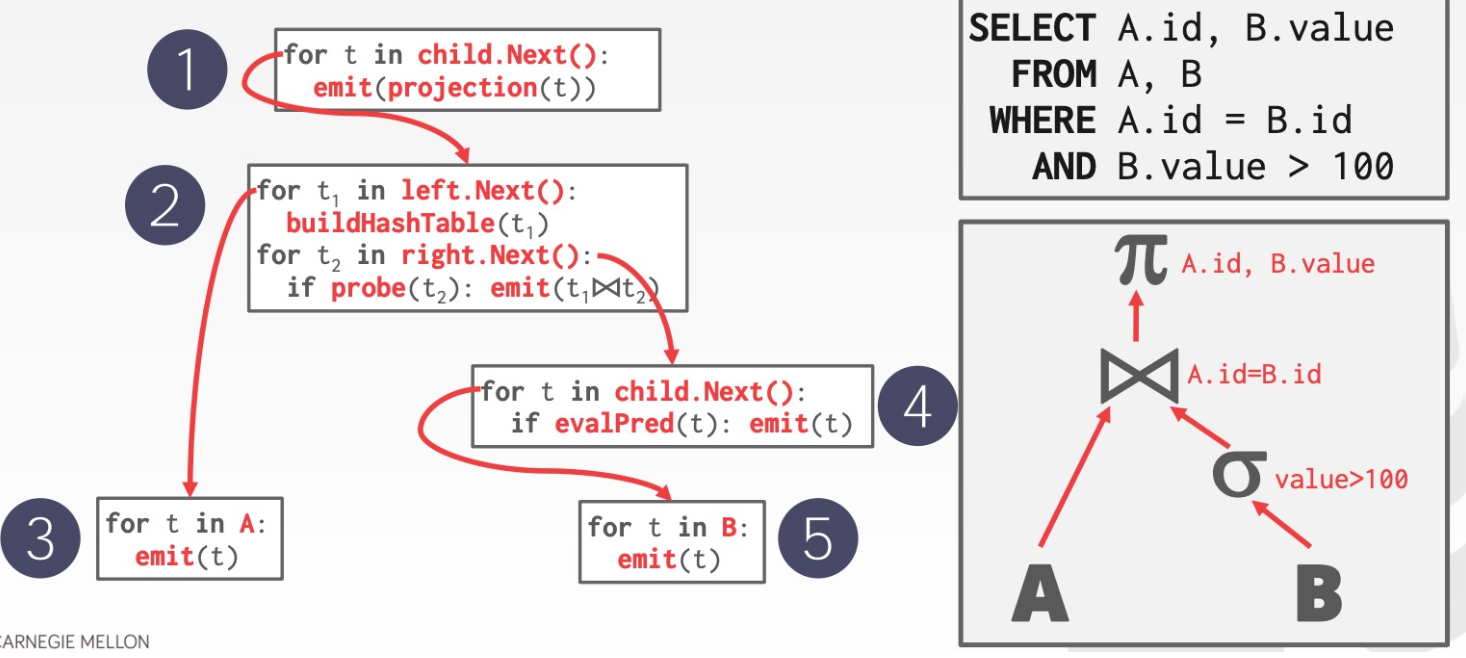 1
for t in child.Next():
emit(projection(t))
2
for t₁ in left.Next():
buildHashTable(t₁)
for t₂ in right.Next():
if probe(t₂): emit(t₁⋈t₂)
for t in child.Next():
if evalPred(t): emit(t)
4
3
for t in A:
emit(t)
for t in B:
emit(t)
5
CARNEGIE MELLON
SELECT A.id, B.value
FROM A, B
WHERE A.id = B.id
AND B.value > 100
π A.id, B.value
⋈ A.id=B.id
σ value>100
A B